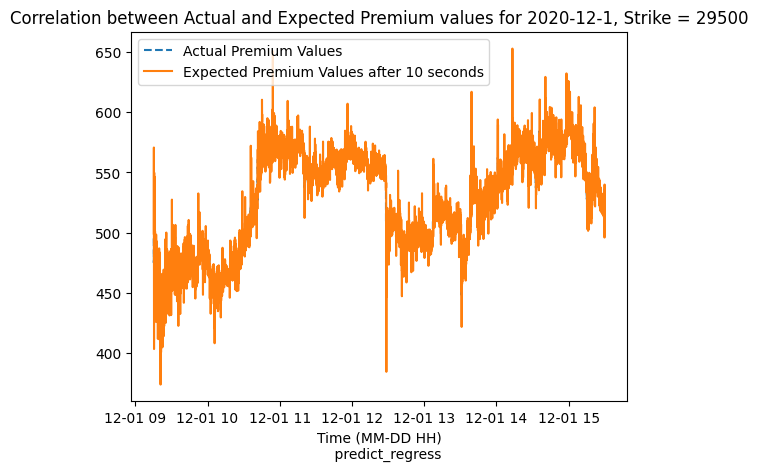 Correlation between Actual and Expected Premium values for 2020-12-1, Strike = 29500
Actual Premium Values
Expected Premium Values after 10 seconds
650
600
550
500
450
400
12-01 09 12-01 10 12-01 11 12-01 12 12-01 13 12-01 14 12-01 15
Time (MM-DD HH)
predict_regress